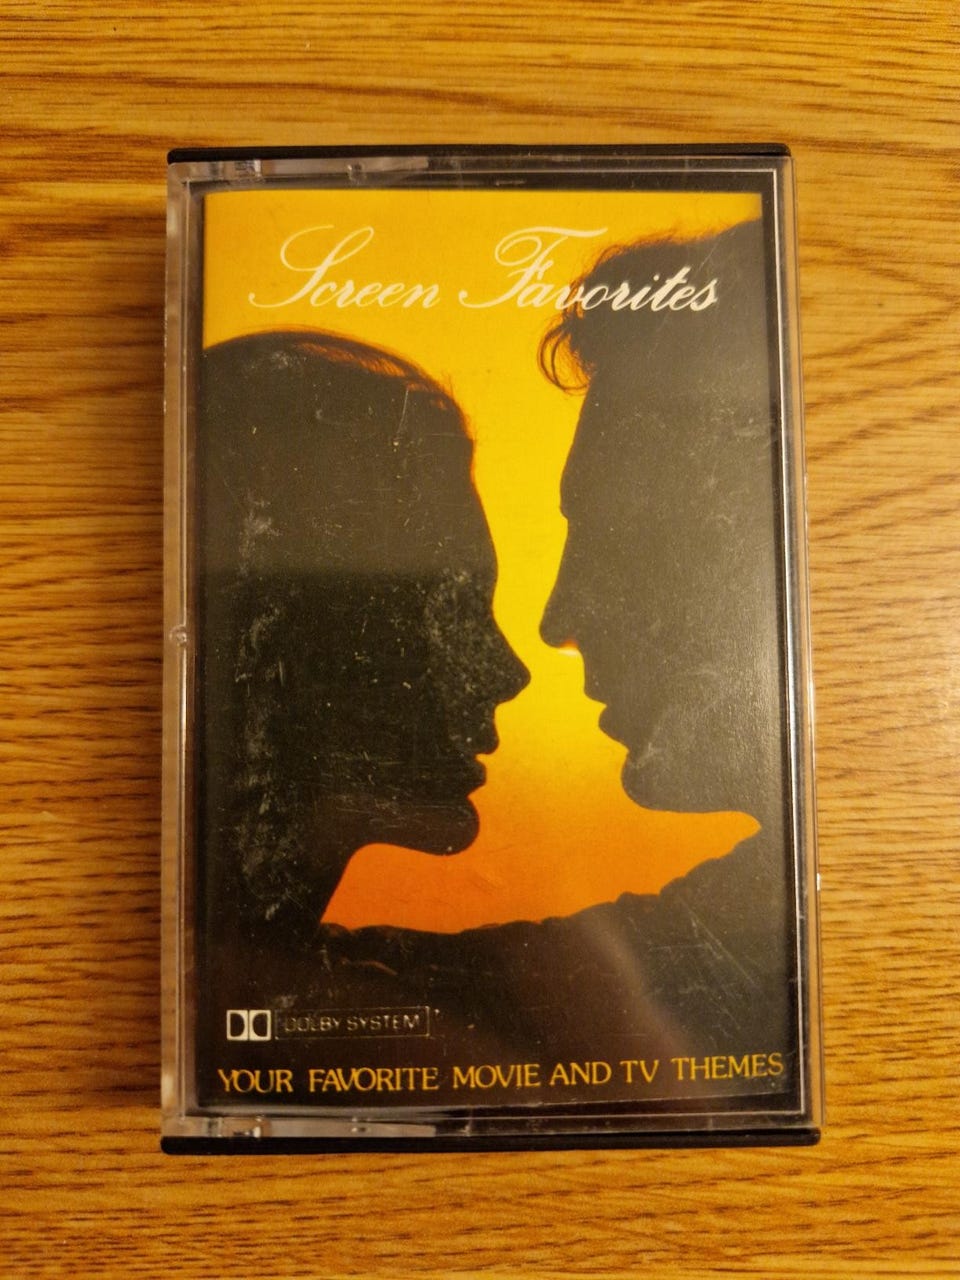 Screen Favorites
DOLBY SYSTEM
YOUR FAVORITE MOVIE AND TV THEMES